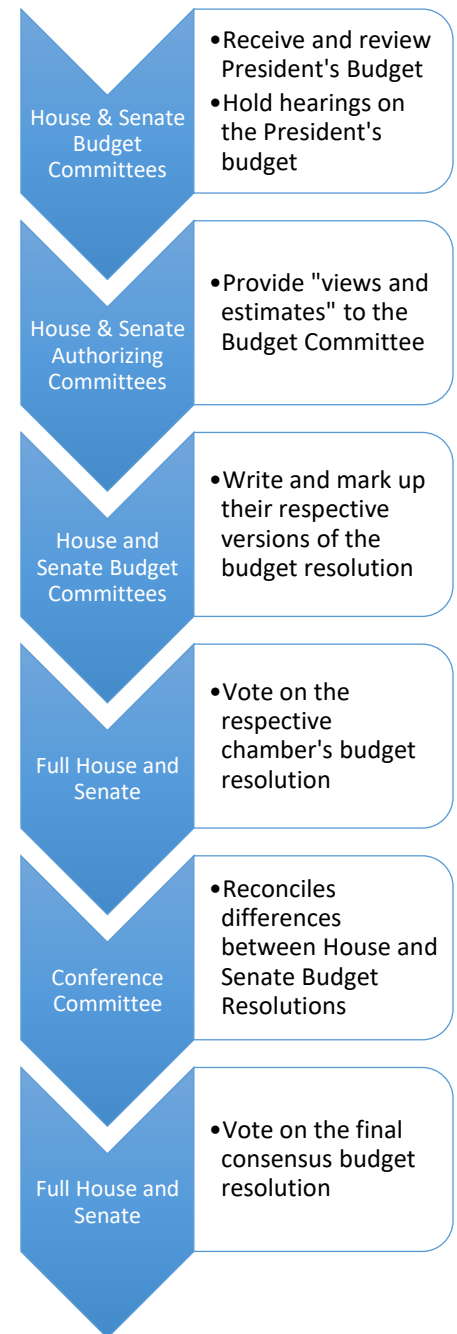 House & Senate
Budget
Committees
•Receive and review
President's Budget
•Hold hearings on
the President's
budget
House & Senate
Authorizing
Committees
•Provide "views and
estimates" to the
Budget Committee
House and
Senate Budget
Committees
•Write and mark up
their respective
versions of the
budget resolution
Full House and
Senate
•Vote on the
respective
chamber's budget
resolution
Conference
Committee
•Reconciles
differences
between House and
Senate Budget
Resolutions
Full House and
Senate
•Vote on the final
consensus budget
resolution